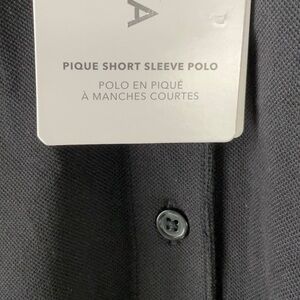 A
PIQUE SHORT SLEEVE POLO
POLO EN PIQUÉ
À MANCHES COURTES